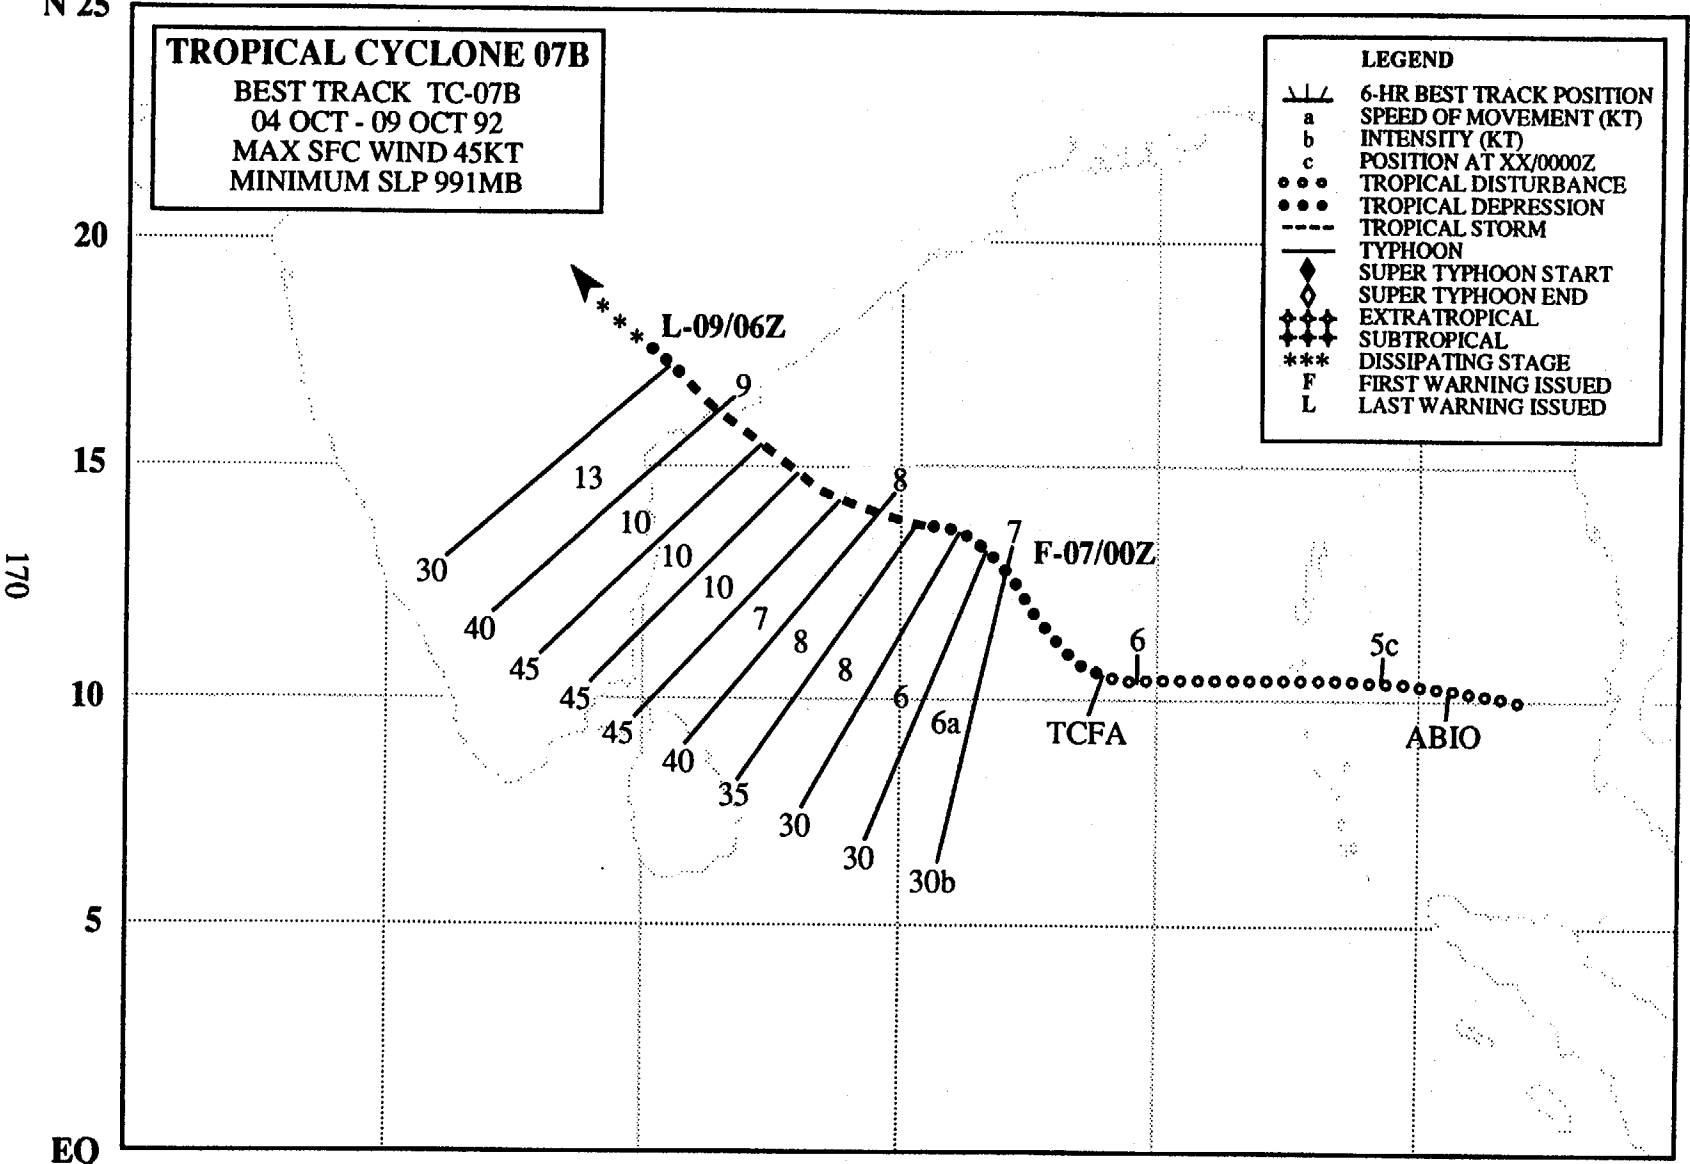 N 25
TROPICAL CYCLONE 07B
BEST TRACK TC-07B
04 OCT - 09 OCT 92
MAX SFC WIND 45KT
MINIMUM SLP 991MB
LEGEND
6-HR BEST TRACK POSITION
a SPEED OF MOVEMENT (KT)
b INTENSITY (KT)
c POSITION AT XX/0000Z
TROPICAL DISTURBANCE
TROPICAL DEPRESSION
TROPICAL STORM
TYPHOON
SUPER TYPHOON START
SUPER TYPHOON END
EXTRATROPICAL
SUBTROPICAL
*** DISSIPATING STAGE
F FIRST WARNING ISSUED
L LAST WARNING ISSUED
20
L-09/06Z
9
15
13
8
10
7
F-07/00Z
10
30
10
170
40
7
45
8
6
5c
45
8
10
6
45
6a
TCFA
ABIO
40
35
30
30
30b
5
EQ